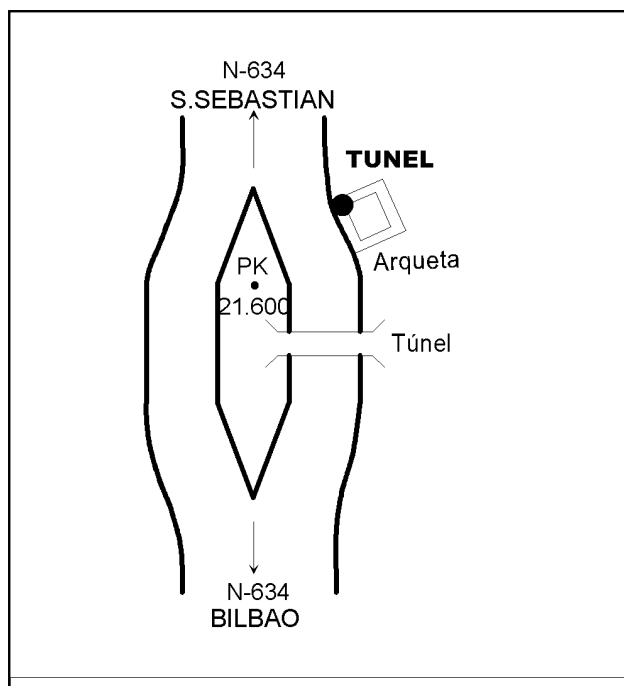 N-634
S.SEBASTIAN
TUNEL
Arqueta
PK
21.600
Túnel
N-634
BILBAO